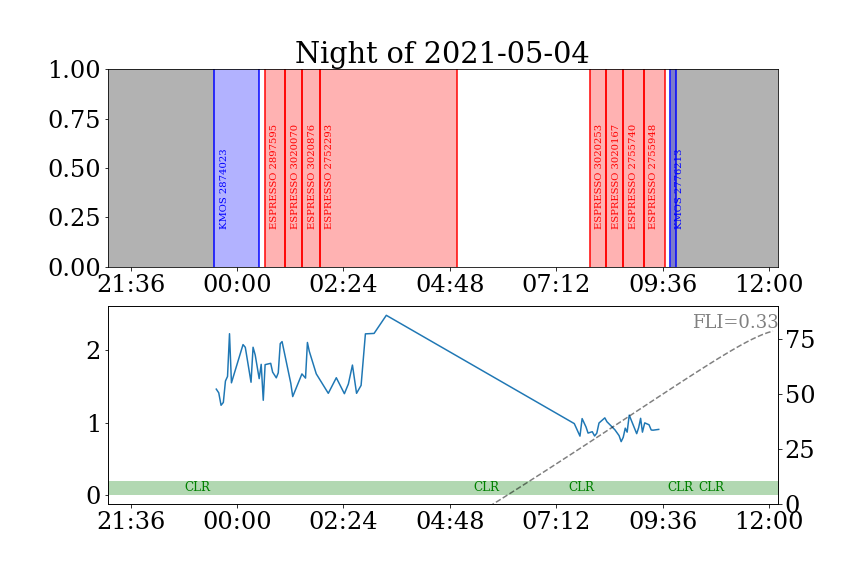 Night of 2021-05-04
1.00
0.75
0.50
0.25
0.00
KMOS 2874023
ESPRESSO 2897595
ESPRESSO 3020070
ESPRESSO 3020876
ESPRESSO 2752293
ESPRESSO 3020253
ESPRESSO 3020167
ESPRESSO 2755740
ESPRESSO 2755948
KMOS 2776213
21:36 00:00 02:24 04:48 07:12 09:36 12:00
FLI=0.33
2
1
0
75
50
25
0
CLR CLR CLR CLR CLR
21:36 00:00 02:24 04:48 07:12 09:36 12:00